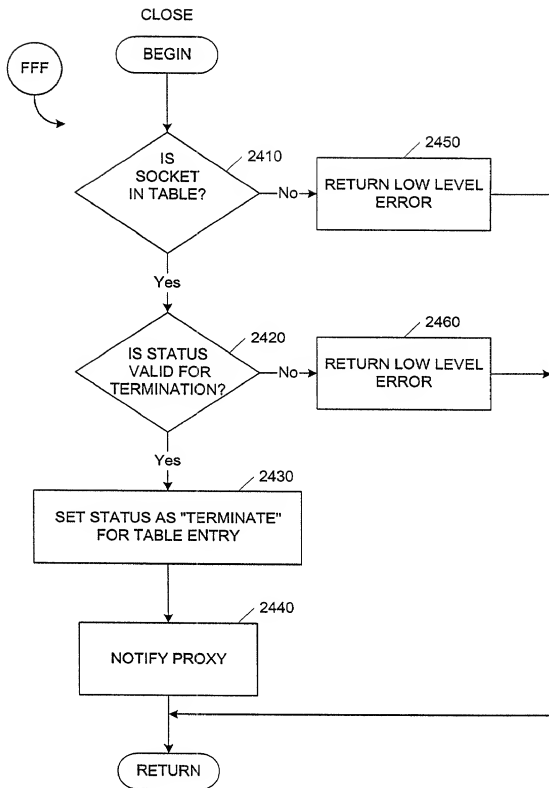 CLOSE
BEGIN
FFF
2410
IS
SOCKET
IN TABLE?
No
2450
RETURN LOW LEVEL
ERROR
Yes
2420
IS STATUS
VALID FOR
TERMINATION?
No
2460
RETURN LOW LEVEL
ERROR
Yes
2430
SET STATUS AS "TERMINATE"
FOR TABLE ENTRY
2440
NOTIFY PROXY
RETURN